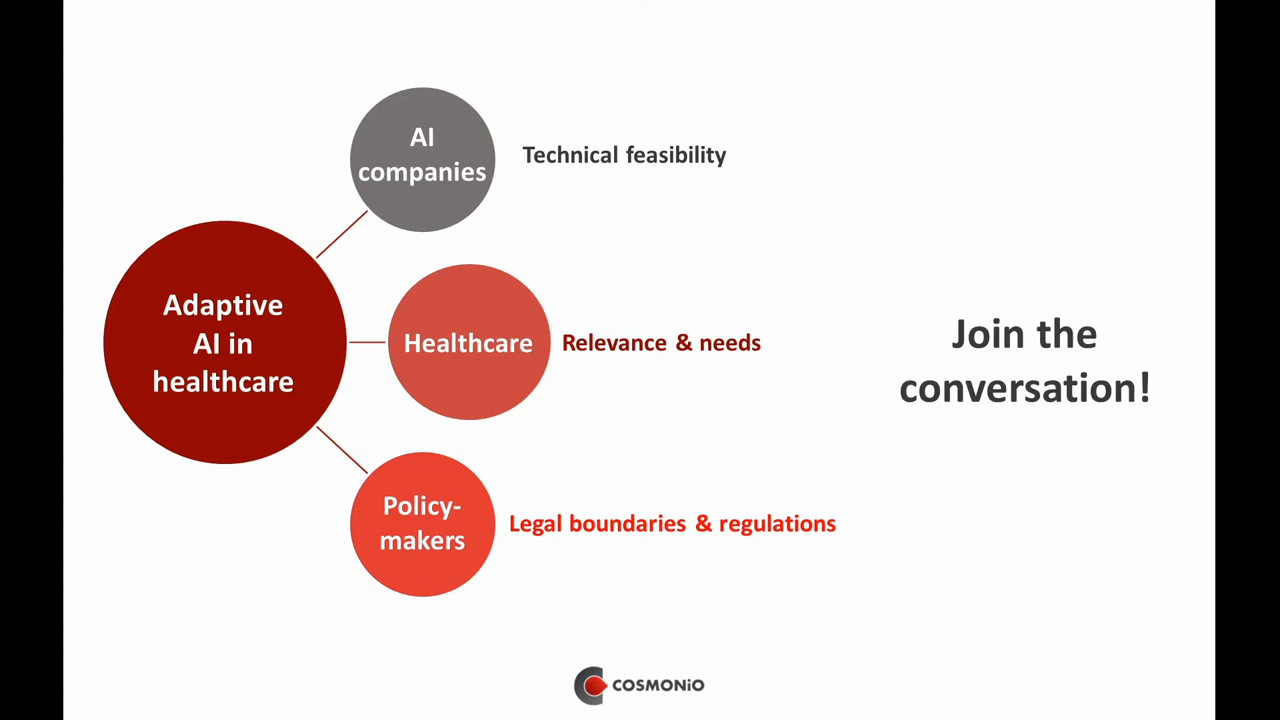 AI
companies
Technical feasibility
Adaptive
AI in
healthcare
Healthcare
Relevance & needs
Join the
conversation!
Policy-
makers
Legal boundaries & regulations
COSMONiO